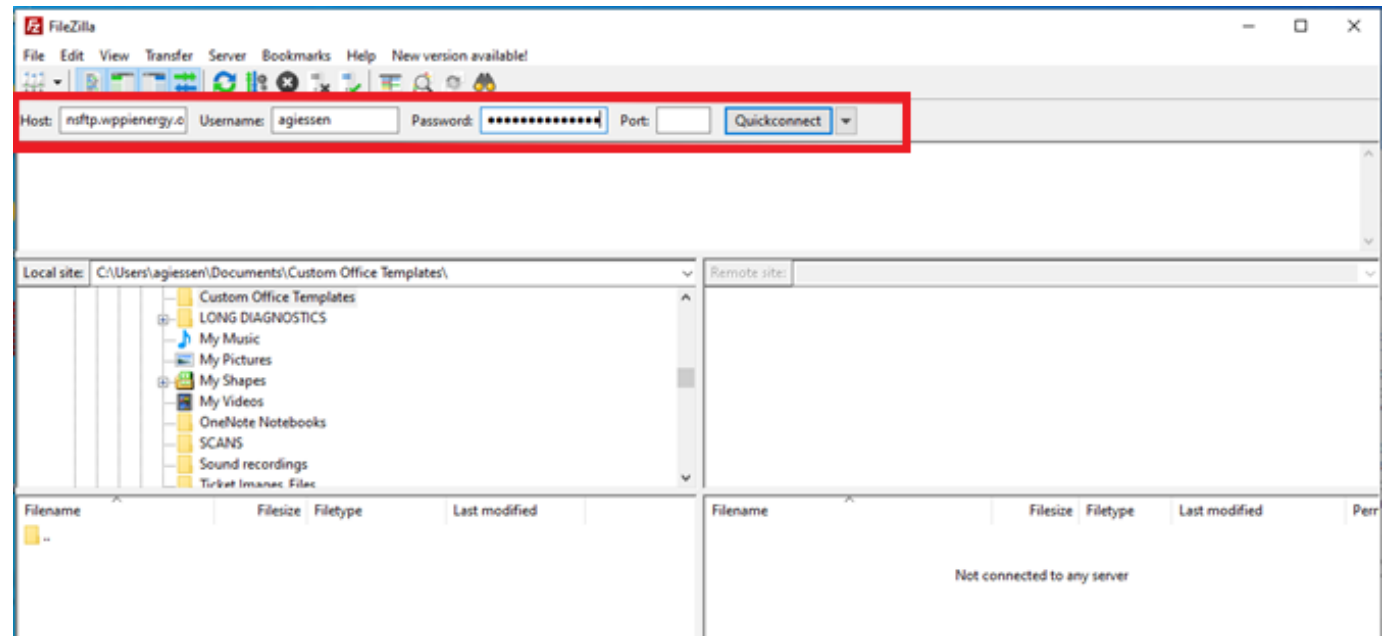 FileZilla
File Edit View Transfer Server Bookmarks Help New version available!
Host: nsftp.wppienergy.o Username: agiessen Password: •••••••••••••• Port: Quickconnect
Local site: C:\Users\agiessen\Documents\Custom Office Templates\ Remote site:
Custom Office Templates
LONG DIAGNOSTICS
My Music
My Pictures
My Shapes
My Videos
OneNote Notebooks
SCANS
Sound recordings
Ticket Images Files
Filename Filesize Filetype Last modified Filename Filesize Filetype Last modified Perr
..
Not connected to any server